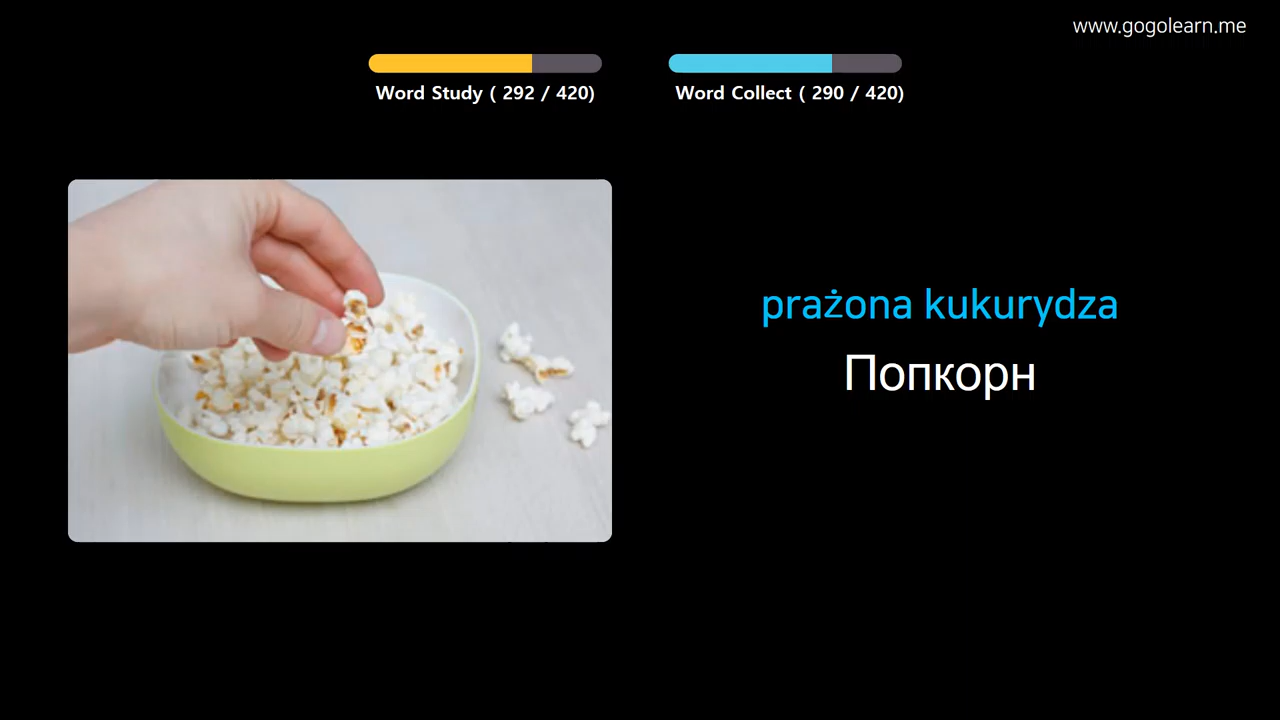 www.gogolearn.me
Word Study ( 292 / 420)
Word Collect ( 290 / 420)
prażona kukurydza
Попкорн